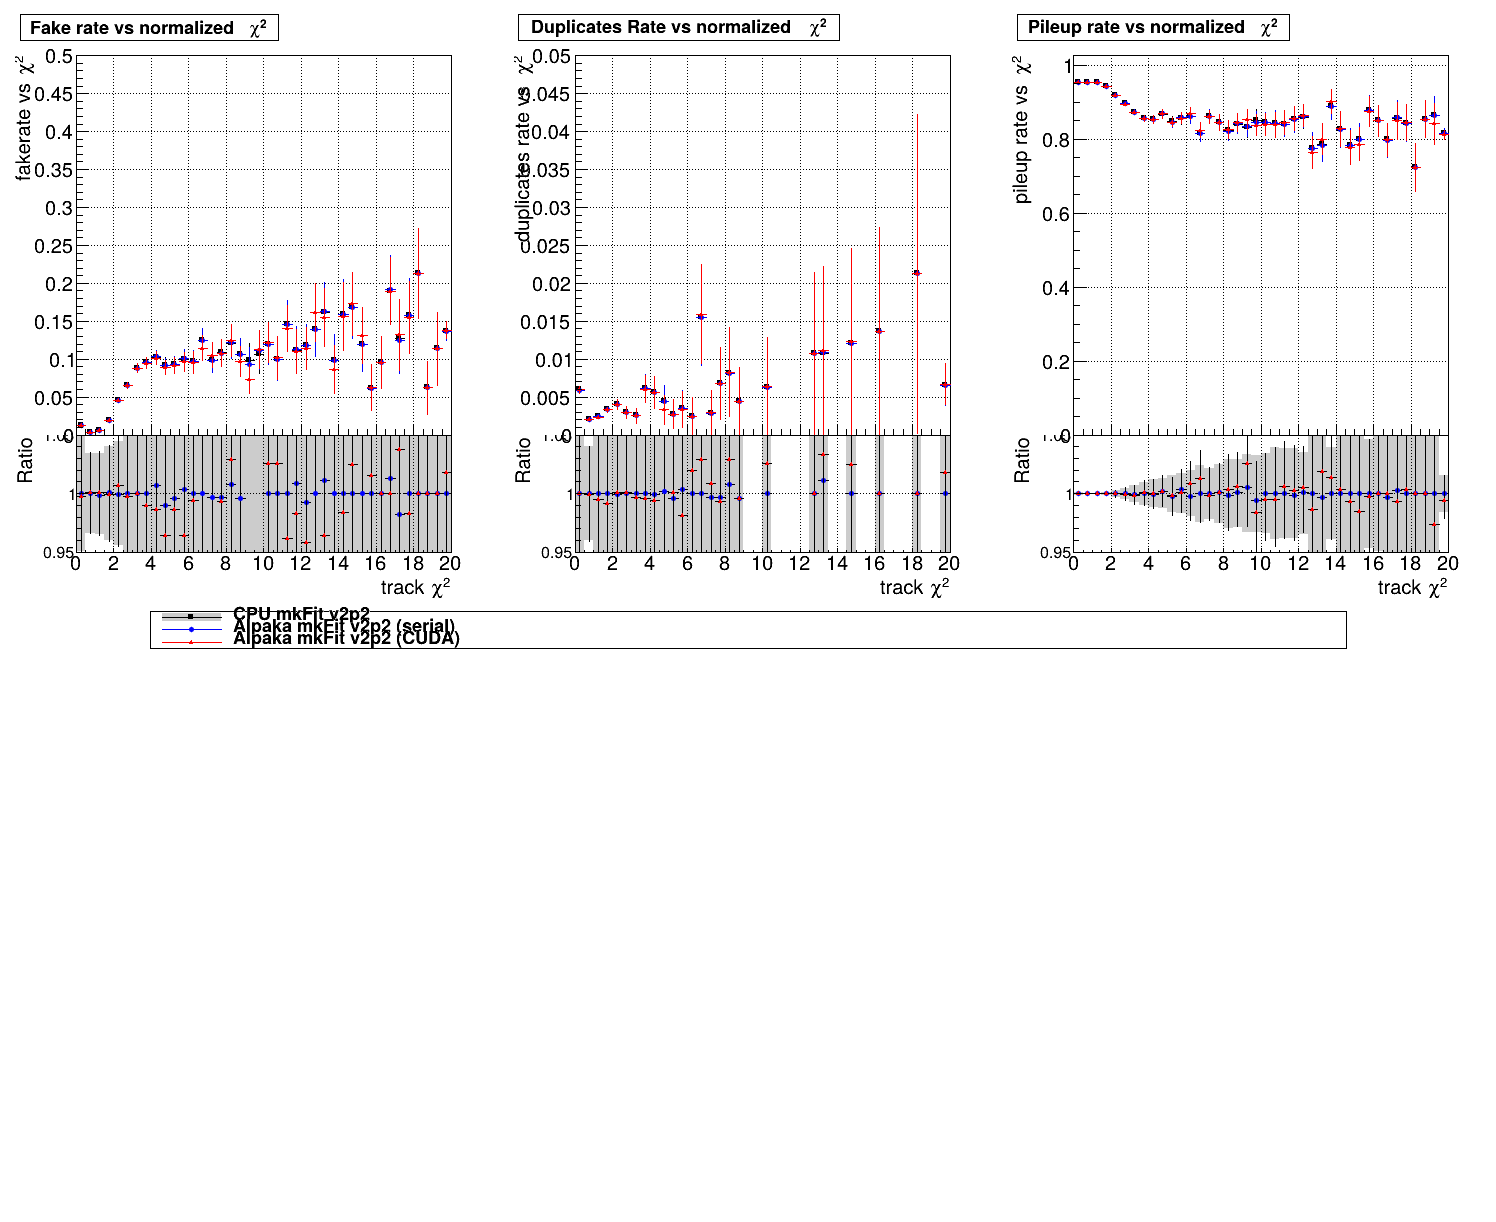 Fake rate vs normalized χ²
Duplicates Rate vs normalized χ²
Pileup rate vs normalized χ²
fakerate vs χ²
0.5
0.45
0.4
0.35
0.3
0.25
0.2
0.15
0.1
0.05
0
Ratio
1
0.95
0 2 4 6 8 10 12 14 16 18 20
track χ²
duplicates rate vs χ²
0.05
0.045
0.04
0.035
0.03
0.025
0.02
0.015
0.01
0.005
0
Ratio
1
0.95
0 2 4 6 8 10 12 14 16 18 20
track χ²
pileup rate vs χ²
1
0.8
0.6
0.4
0.2
0
Ratio
1
0.95
0 2 4 6 8 10 12 14 16 18 20
track χ²
CPU mkFit v2p2
Alpaka mkFit v2p2 (serial)
Alpaka mkFit v2p2 (CUDA)